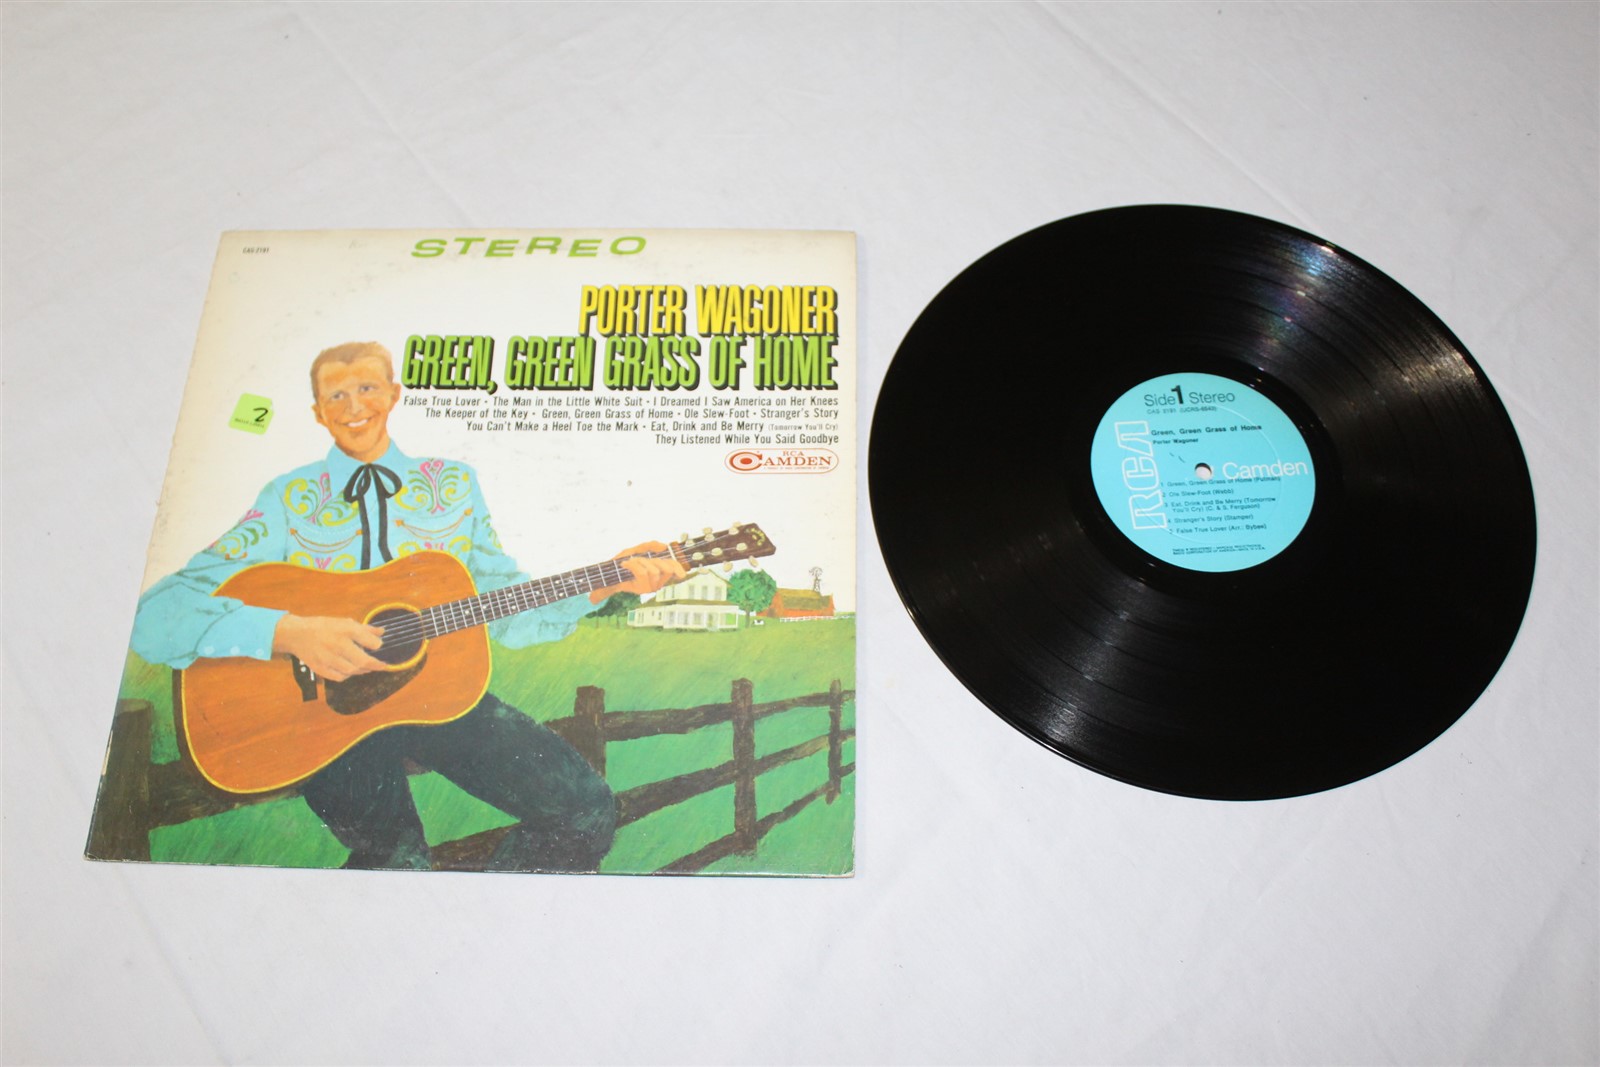 CAS-2191
STEREO
PORTER WAGONER
GREEN, GREEN GRASS OF HOME
False True Lover • The Man in the Little White Suit • I Dreamed I Saw America on Her Knees
The Keeper of the Key • Green, Green Grass of Home • Ole Slew-Foot • Stranger's Story
You Can't Make a Heel Toe the Mark • Eat, Drink and Be Merry (Tomorrow You'll Cry)
They Listened While You Said Goodbye
RCA
CAMDEN
2
Side 1 Stereo
CAS 2191
Green, Green Grass of Home
Porter Wagoner
RCA
Camden
1 Green, Green Grass of Home (Putman)
2 Ole Slew-Foot (Webb)
3 Eat, Drink and Be Merry (Tomorrow
You'll Cry) (C. & S. Ferguson)
4 Stranger's Story (Stamper)
5 False True Lover (Arr.: Sybew)